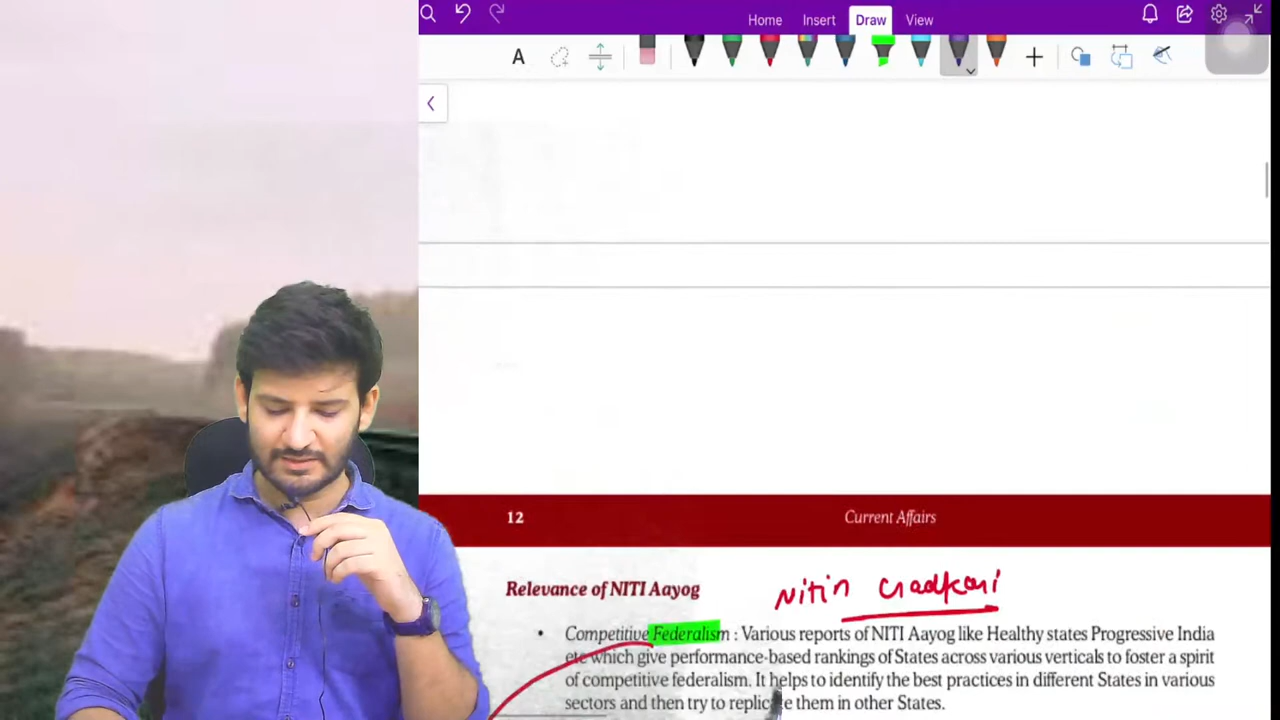 Home Insert Draw View
A
12 Current Affairs
Relevance of NITI Aayog
Nitin Gadkari
• Competitive Federalism : Various reports of NITI Aayog like Healthy states Progressive India
etc which give performance-based rankings of States across various verticals to foster a spirit
of competitive federalism. It helps to identify the best practices in different States in various
sectors and then try to replicate them in other States.